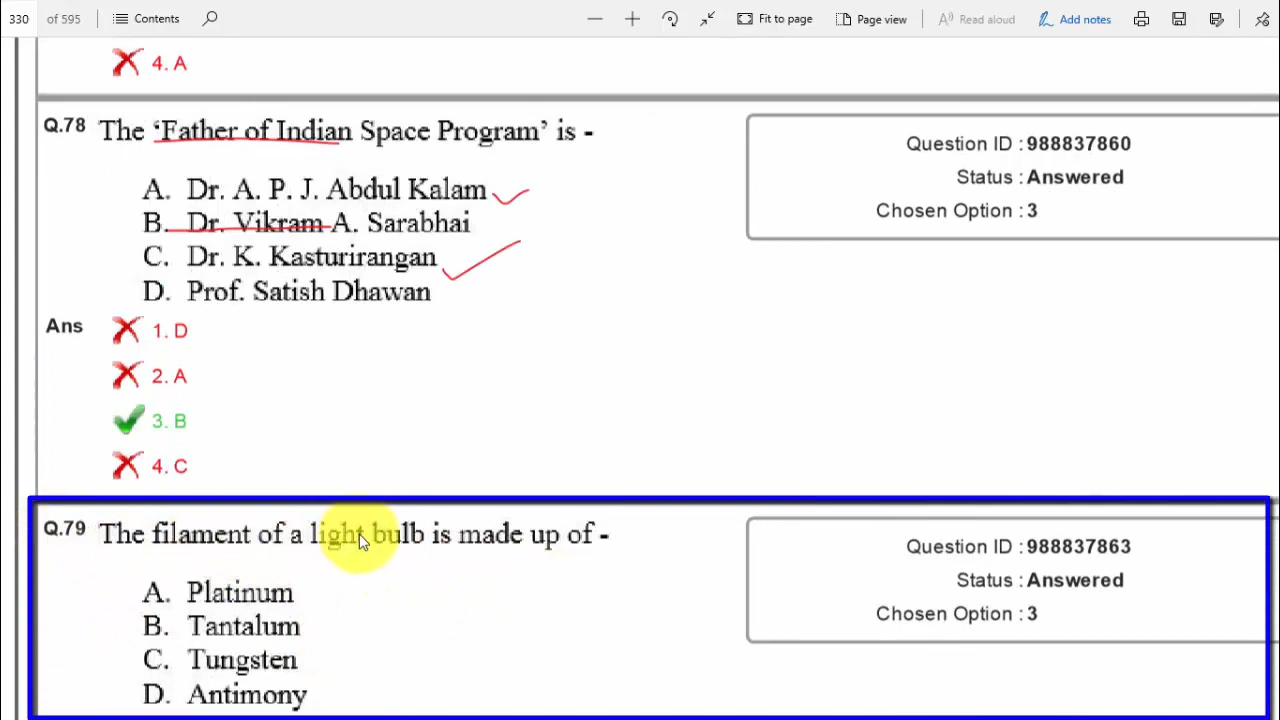 330 of 595 Contents Fit to page Page view Read aloud Add notes
4. A
Q.78 The ‘Father of Indian Space Program’ is -
Question ID : 988837860
Status : Answered
Chosen Option : 3
A. Dr. A. P. J. Abdul Kalam
B. Dr. Vikram A. Sarabhai
C. Dr. K. Kasturirangan
D. Prof. Satish Dhawan
Ans
1. D
2. A
3. B
4. C
Q.79 The filament of a light bulb is made up of -
Question ID : 988837863
Status : Answered
Chosen Option : 3
A. Platinum
B. Tantalum
C. Tungsten
D. Antimony